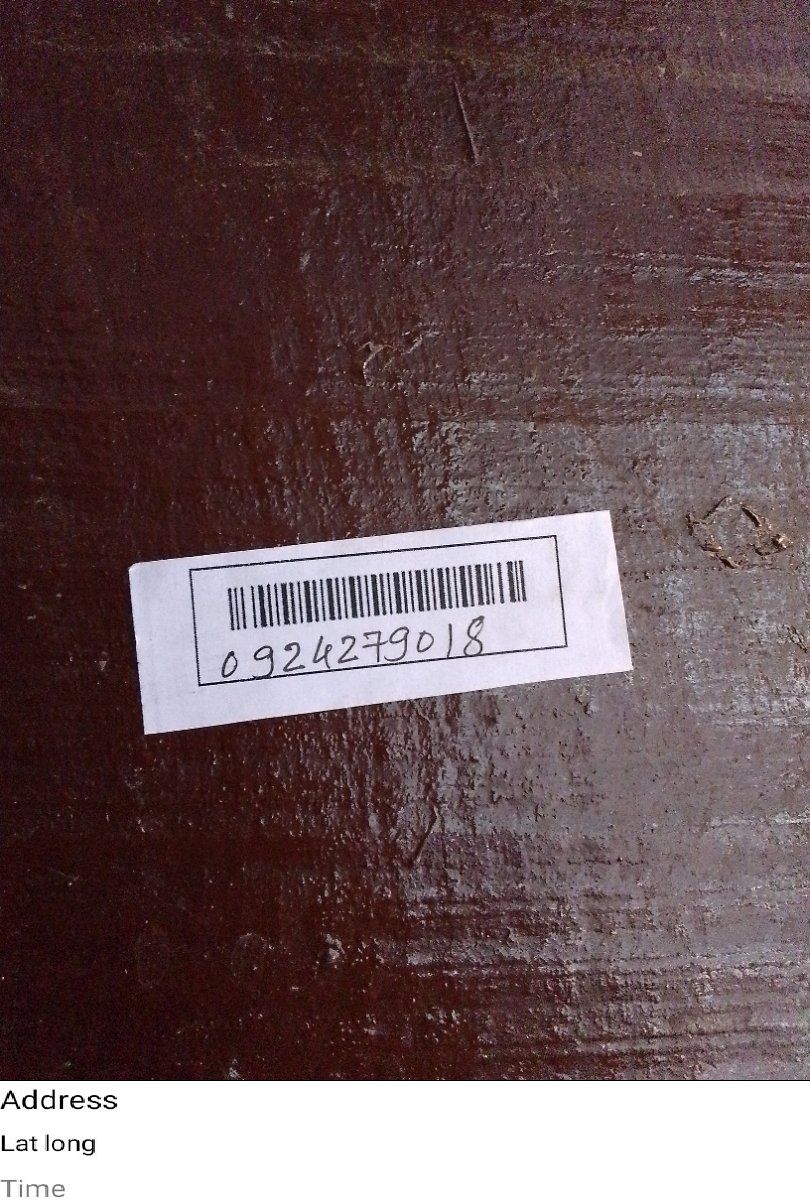 0924279018
Address
Lat long
Time